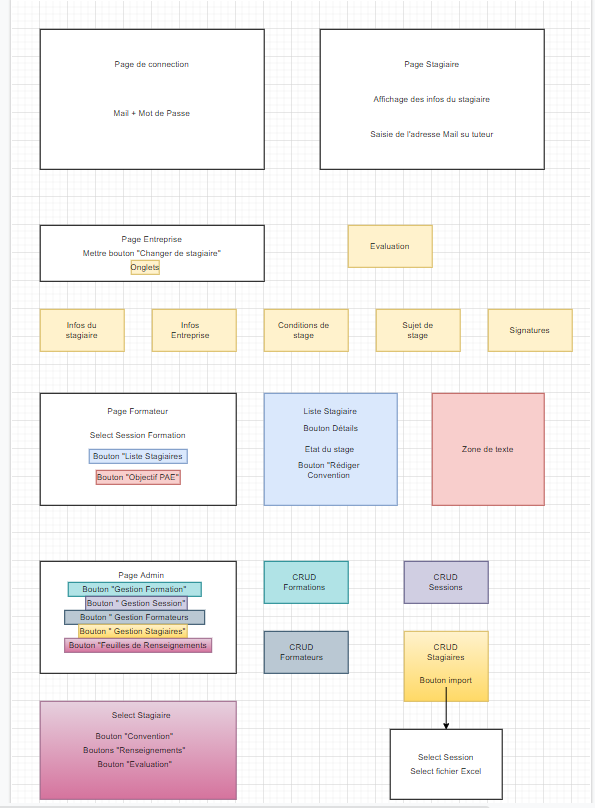 Page de connection
Mail + Mot de Passe
Page Stagiaire
Affichage des infos du stagiaire
Saisie de l'adresse Mail su tuteur
Page Entreprise
Mettre bouton "Changer de stagiaire"
Onglets
Evaluation
Infos du
stagiaire
Infos
Entreprise
Conditions de
stage
Sujet de
stage
Signatures
Page Formateur
Select Session Formation
Bouton "Liste Stagiaires
Bouton "Objectif PAE"
Liste Stagiaire
Bouton Détails
Etat du stage
Bouton "Rédiger
Convention
Zone de texte
Page Admin
Bouton "Gestion Formation"
Bouton " Gestion Session"
Bouton " Gestion Formateurs
Bouton " Gestion Stagiaires"
Bouton "Feuilles de Renseignements
CRUD
Formations
CRUD
Sessions
CRUD
Formateurs
CRUD
Stagiaires
Bouton import
Select Stagiaire
Bouton "Convention"
Boutons "Renseignements"
Bouton "Evaluation"
Select Session
Select fichier Excel